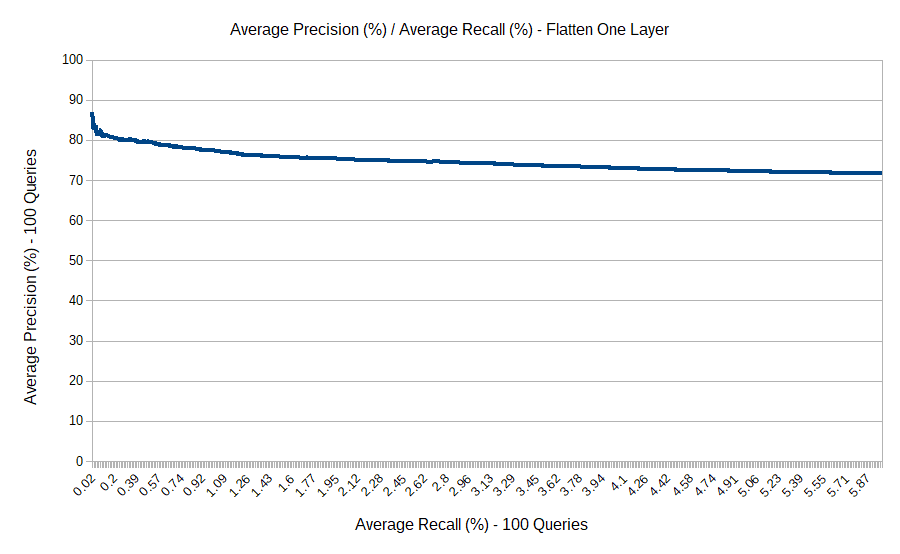 Average Precision (%) / Average Recall (%) - Flatten One Layer
Average Precision (%) - 100 Queries
100
90
80
70
60
50
40
30
20
10
0
0.02 0.2 0.39 0.57 0.74 0.92 1.09 1.26 1.43 1.6 1.77 1.95 2.12 2.28 2.45 2.62 2.8 2.96 3.13 3.29 3.45 3.62 3.78 3.94 4.1 4.26 4.42 4.58 4.74 4.91 5.06 5.23 5.39 5.55 5.71 5.87
Average Recall (%) - 100 Queries